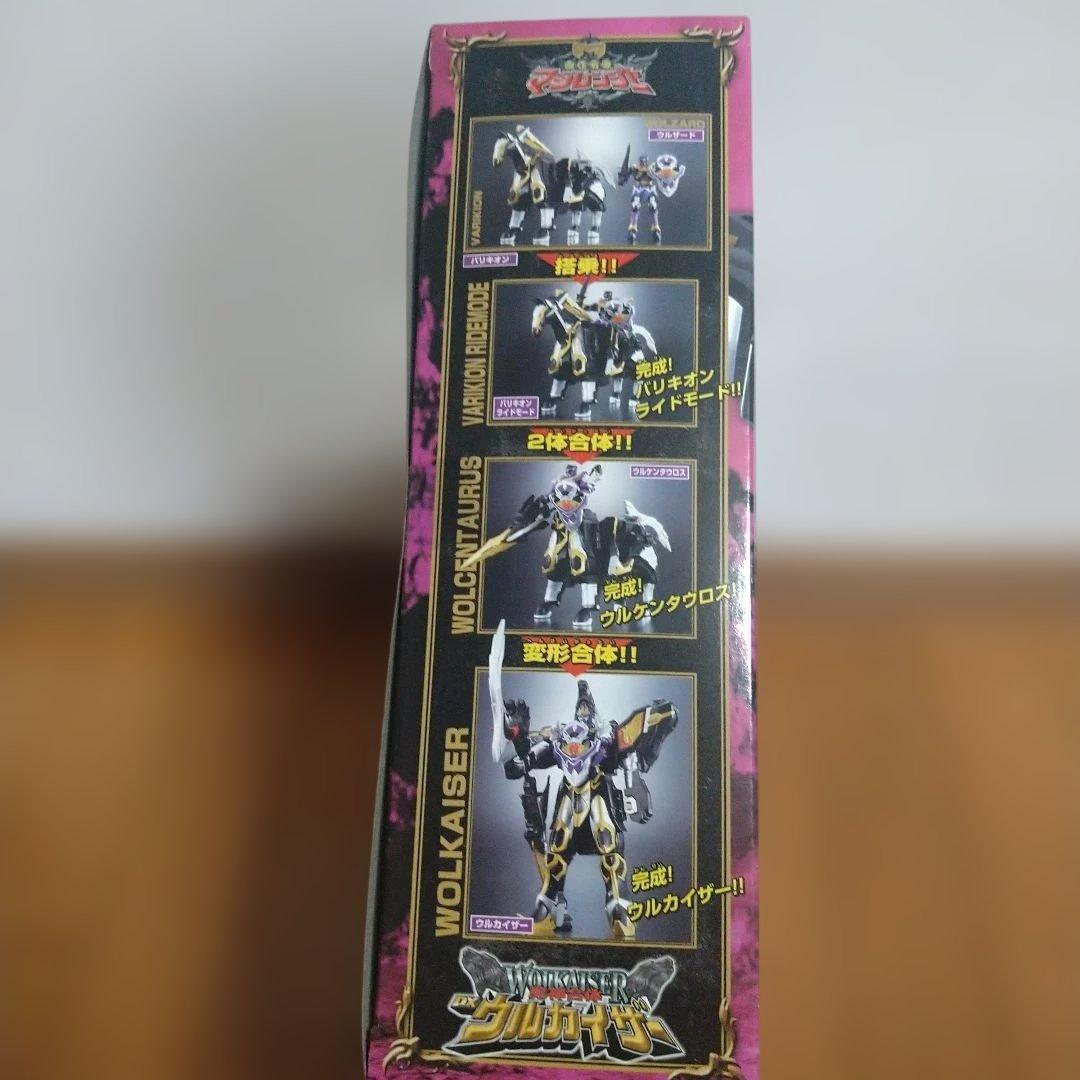 マジレンジャー
WOLZARD
ウルザード
VARIKION
バリキオン
搭乗!!
VARIKION RIDEMODE
完成!
バリキオン
ライドモード!!
バリキオン
ライドモード
2体合体!!
WOLCENTAURUS
ウルケンタウロス
完成!
ウルケンタウロス!
変形合体!!
WOLKAISER
完成!
ウルカイザー!!
ウルカイザー
WOLKAISER
DX
ウルカイザー